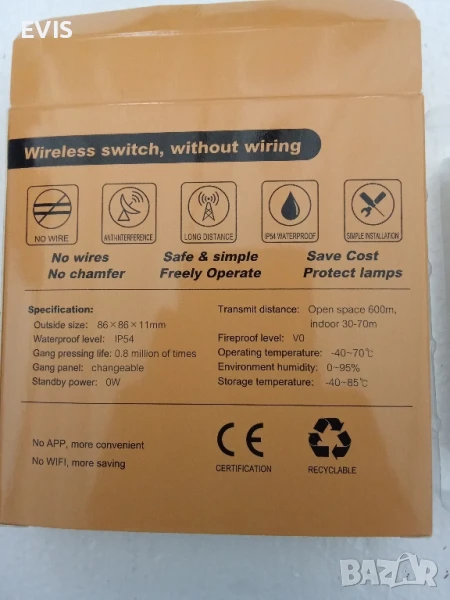 EVIS
Wireless switch, without wiring
NO WIRE
ANTI-INTERFERENCE
LONG DISTANCE
IP54 WATERPROOF
SIMPLE INSTALLATION
No wires
No chamfer
Safe & simple
Freely Operate
Save Cost
Protect lamps
Specification:
Outside size: 86×86×11mm
Waterproof level: IP54
Gang pressing life: 0.8 million of times
Gang panel: changeable
Standby power: 0W
Transmit distance: Open space 600m,
indoor 30-70m
Fireproof level: V0
Operating temperature: -40~70℃
Environment humidity: 0~95%
Storage temperature: -40~85℃
No APP, more convenient
No WIFI, more saving
CE
CERTIFICATION
RECYCLABLE
BAZAR